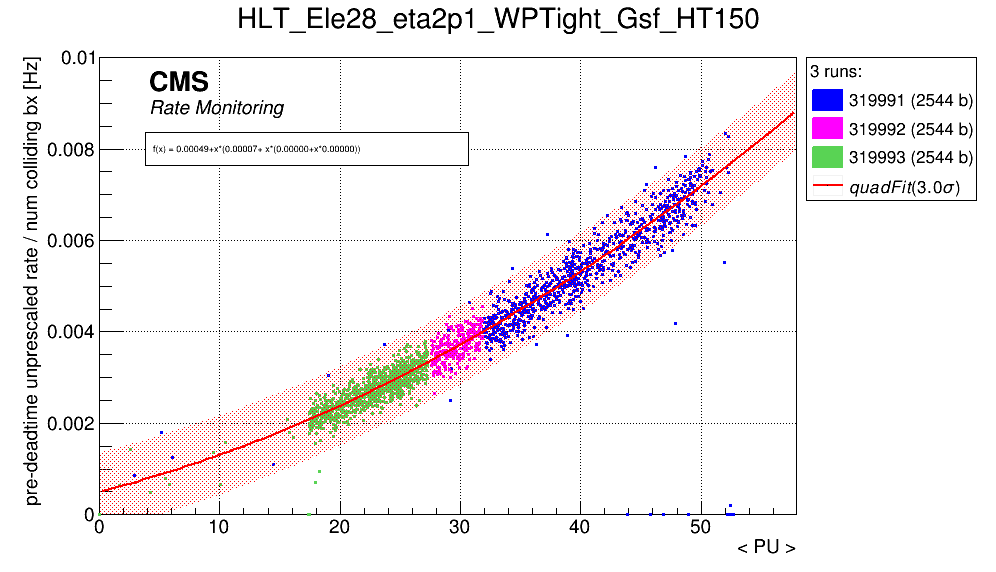 HLT_Ele28_eta2p1_WPTight_Gsf_HT150
pre-deadtime unprescaled rate / num colliding bx [Hz]
0.01
0.008
0.006
0.004
0.002
0
CMS
Rate Monitoring
f(x) = 0.00049+x*(0.00007+ x*(0.00000+x*0.00000))
0 10 20 30 40 50
< PU >
3 runs:
319991 (2544 b)
319992 (2544 b)
319993 (2544 b)
quadFit(3.0σ)